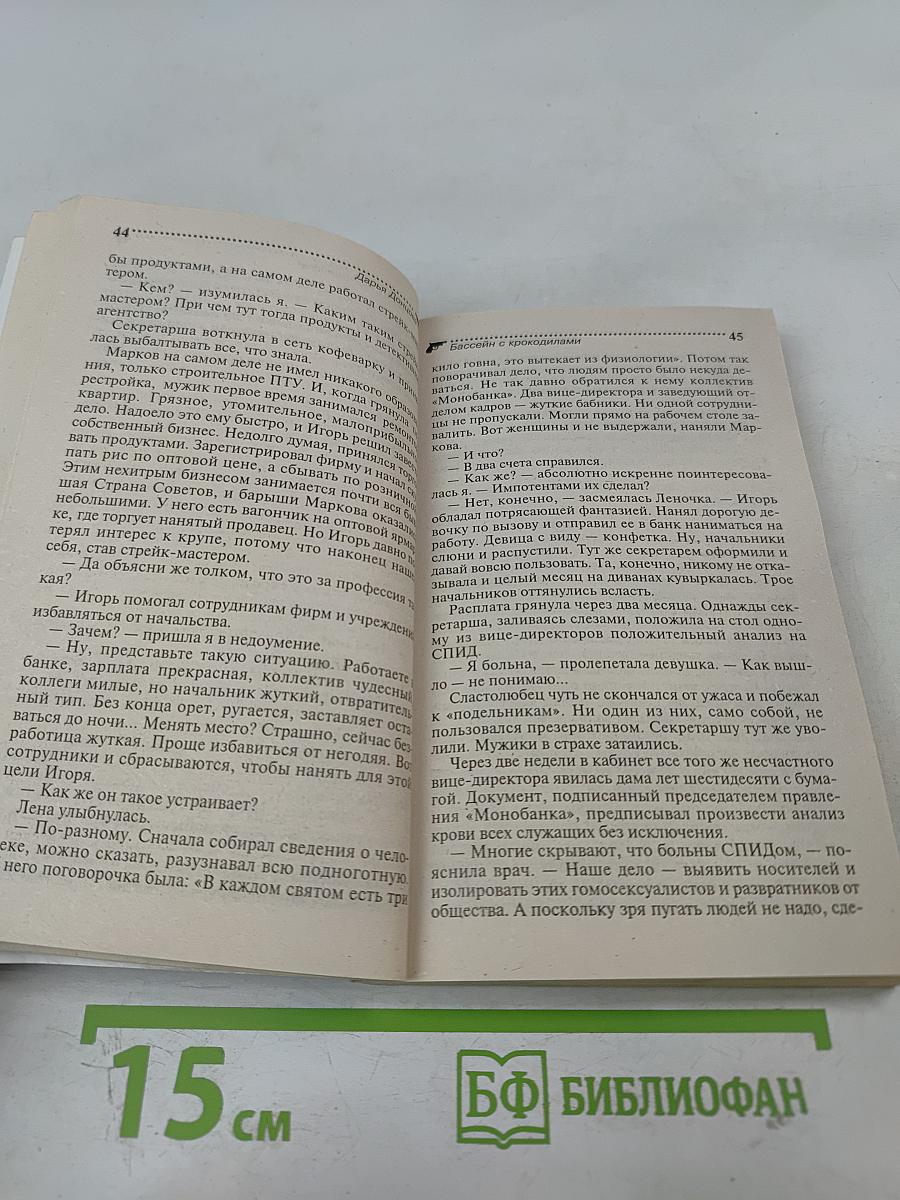 44
Дарья
бы продуктами, а на самом деле работал стрейк-
тером.
— Кем? — изумилась я. — Каким таким
мастером? При чем тут тогда продукты и детектив
агентство?
Секретарша воткнула в сеть кофеварку и
лась выбалтывать все, что знала.
Марков на самом деле не имел никакого
ния, только строительное ПТУ. И, когда грянула
рестройка, мужик первое время занимался
квартир. Грязное, утомительное,
дело. Надоело это ему быстро, и Игорь решил
собственный бизнес. Недолго думая, принялся
вать продуктами. Зарегистрировал фирму и начал
пать рис по оптовой цене, а сбывать по
Этим нехитрым бизнесом занимается почти вся
шая Страна Советов, и барыши Маркова
небольшими. У него есть вагончик на оптовой
ке, где торгует нанятый продавец. Но Игорь давно
терял интерес к крупе, потому что наконец
себя, став стрейк-мастером.
— Да объясни же толком, что это за профессия
кая?
— Игорь помогал сотрудникам фирм и
избавляться от начальства.
— Зачем? — пришла я в недоумение.
— Ну, представьте такую ситуацию. Работаете
банке, зарплата прекрасная, коллектив чудесный
коллеги милые, но начальник жуткий,
ный тип. Без конца орет, ругается, заставляет оста
ваться до ночи... Менять место? Страшно, сейчас без
работица жуткая. Проще избавиться от негодяя. Вот
сотрудники и сбрасываются, чтобы нанять для этой
цели Игоря.
— Как же он такое устраивает?
Лена улыбнулась.
— По-разному. Сначала собирал сведения о чело-
еке, можно сказать, разузнавал всю подноготную.
него поговорочка была: «В каждом святом есть три
45
Бассейн с крокодилами
кило говна, это вытекает из физиологии». Потом так
поворачивал дело, что людям просто было некуда де-
ваться. Не так давно обратился к нему коллектив
«Монобанка». Два вице-директора и заведующий от-
делом кадров — жуткие бабники. Ни одной сотрудни-
цы не пропускали. Могли прямо на рабочем столе за-
валить. Вот женщины и не выдержали, наняли Мар-
кова.
— И что?
— В два счета справился.
— Как же? — абсолютно искренне поинтересова-
лась я. — Импотентами их сделал?
— Нет, конечно, — засмеялась Леночка. — Игорь
обладал потрясающей фантазией. Нанял дорогую де-
вочку по вызову и отправил ее в банк наниматься на
работу. Девица с виду — конфетка. Ну, начальники
слюни и распустили. Тут же секретарем оформили и
давай вовсю пользовать. Та, конечно, никому не отка-
зывала и целый месяц на диванах кувыркалась. Трое
начальников оттянулись всласть.
Расплата грянула через два месяца. Однажды сек-
ретарша, заливаясь слезами, положила на стол одно-
му из вице-директоров положительный анализ на
СПИД.
— Я больна, — пролепетала девушка. — Как выш-
ло — не понимаю...
Сластолюбец чуть не скончался от ужаса и побежал
к «подельникам». Ни один из них, само собой, не
пользовался презервативом. Секретаршу тут же уво-
лили. Мужики в страхе затаились.
Через две недели в кабинет все того же несчастного
вице-директора явилась дама лет шестидесяти с бума-
гой. Документ, подписанный председателем правле-
ния «Монобанка», предписывал произвести анализ
крови всех служащих без исключения.
— Многие скрывают, что больны СПИДом, — по-
яснила врач. — Наше дело — выявить носителей и
изолировать этих гомосексуалистов и развратников от
общества. А поскольку зря пугать людей не надо, сде-
15 см
БФ БИБЛИОФАН